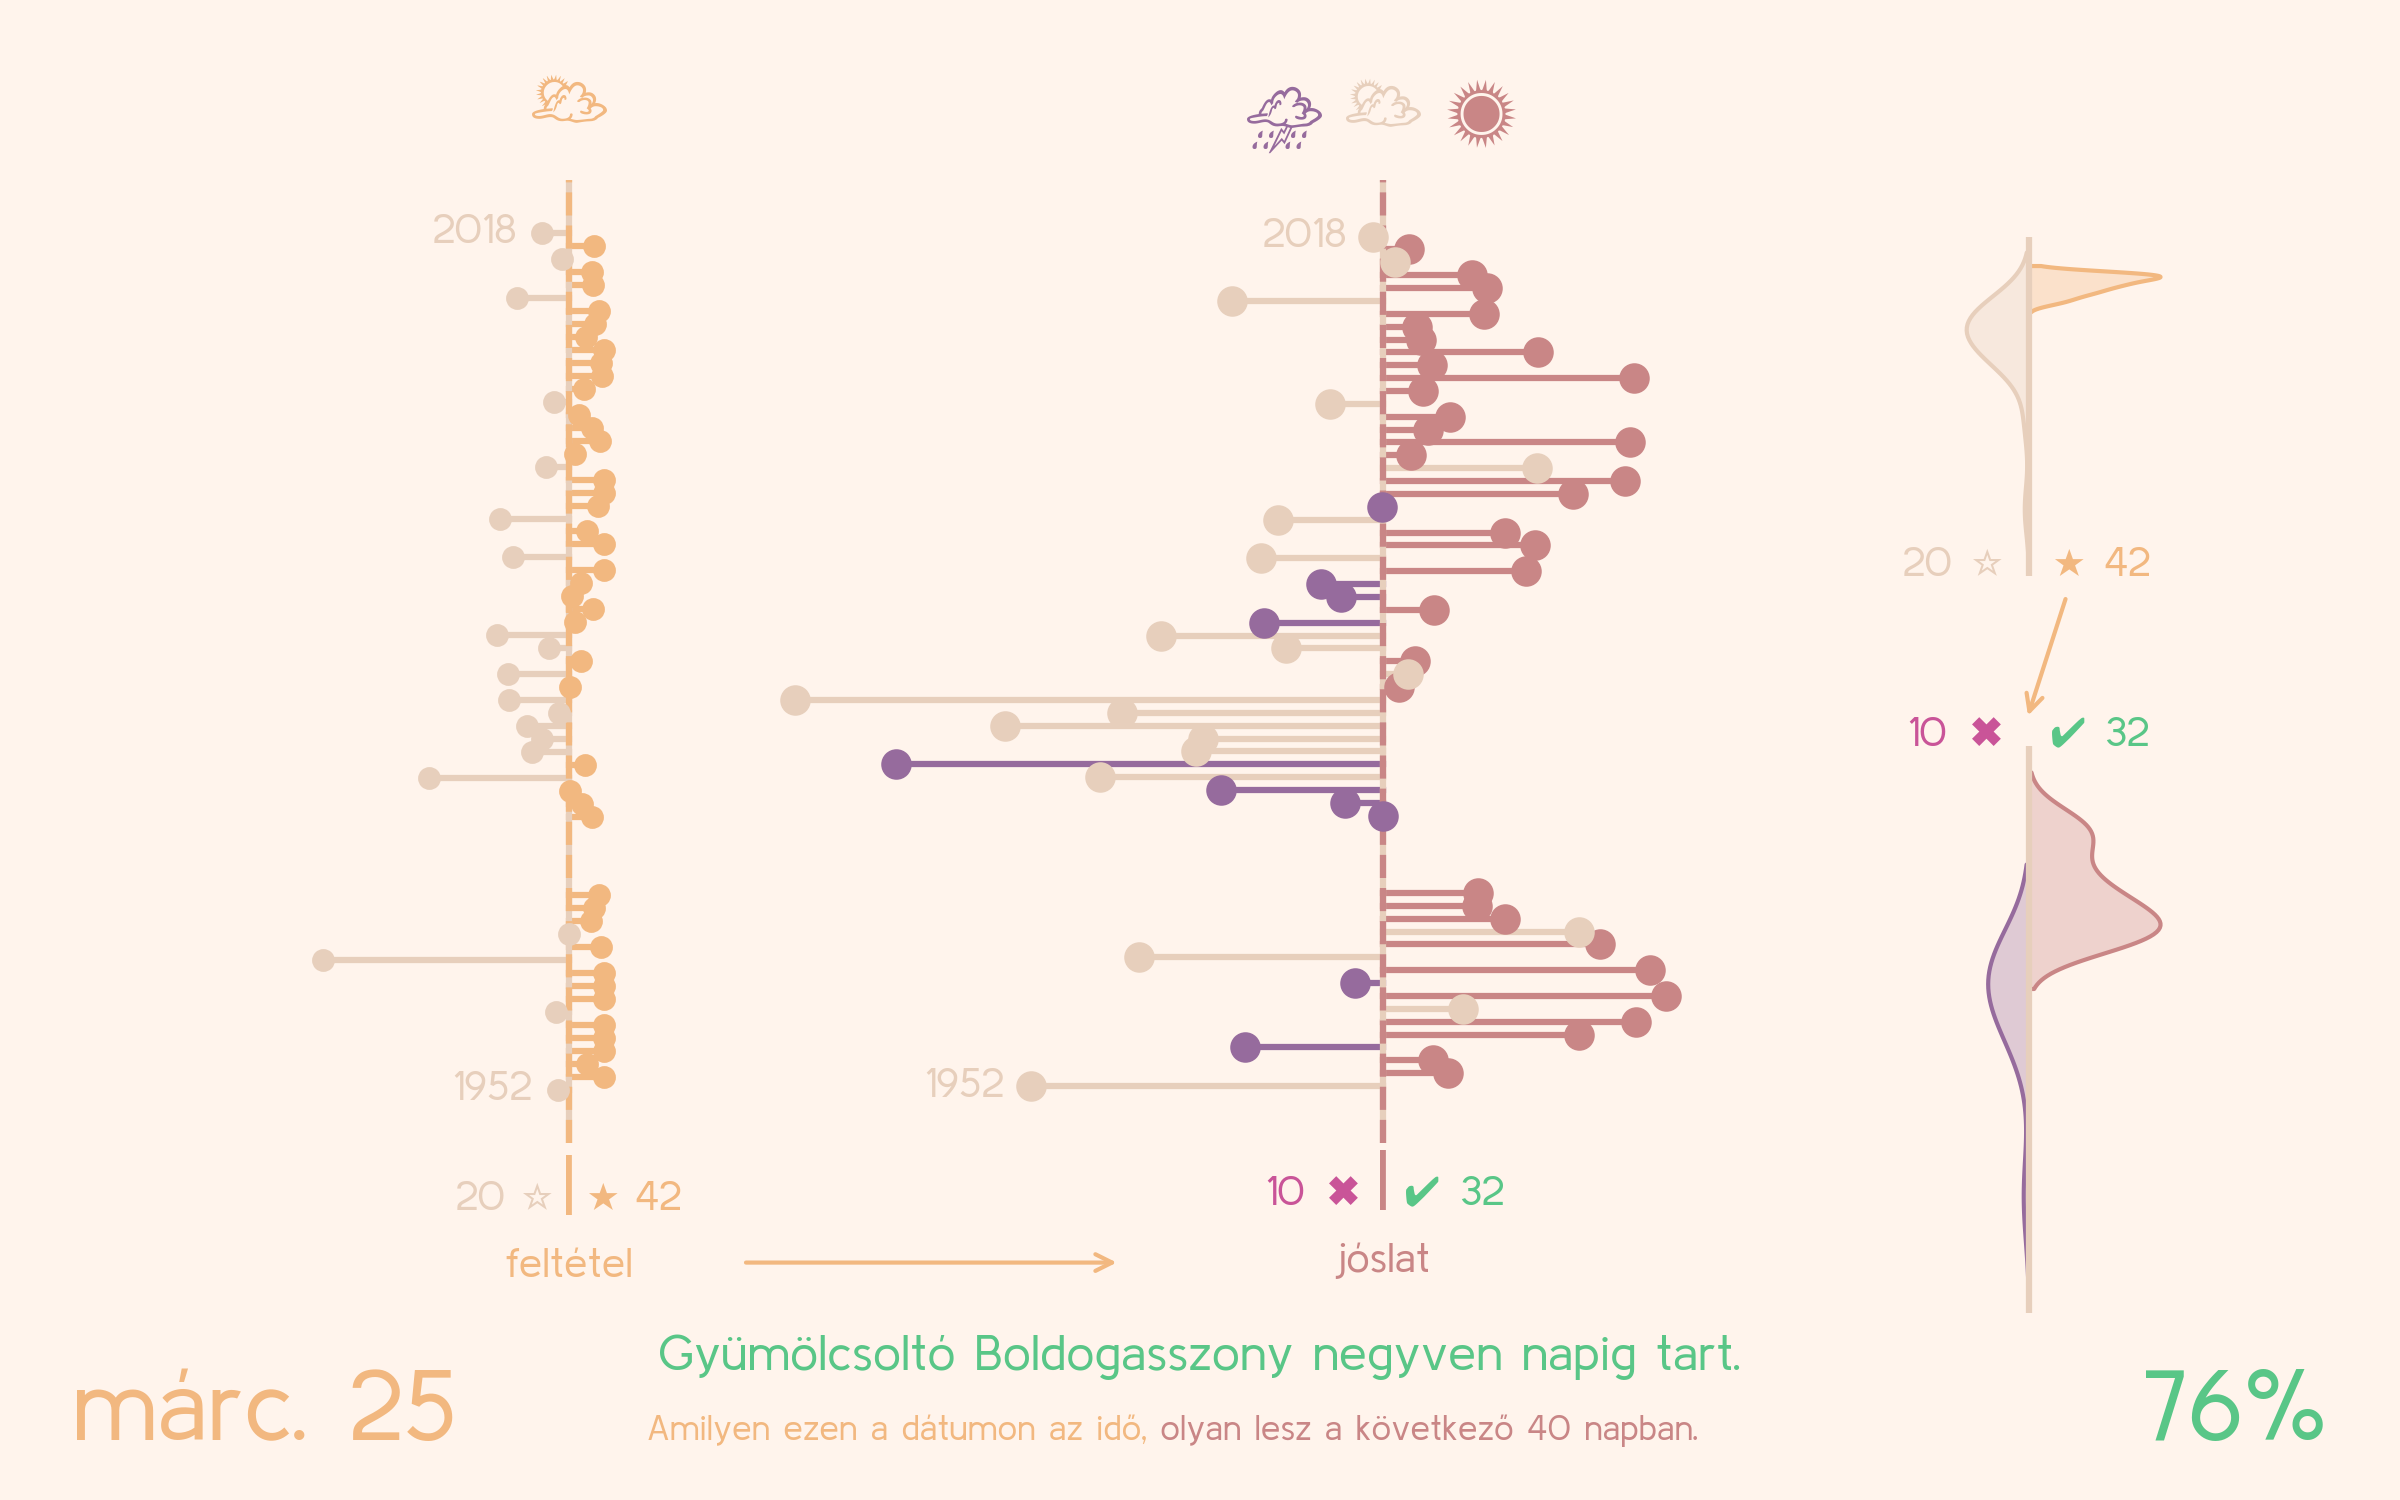 2018
2018
20 ☆ ★ 42
10 ✖ ✔ 32
1952
1952
20 ☆ ★ 42
10 ✖ ✔ 32
feltétel
jóslat
Gyümölcsoltó Boldogasszony negyven napig tart.
márc. 25
76%
Amilyen ezen a dátumon az idő, olyan lesz a következő 40 napban.